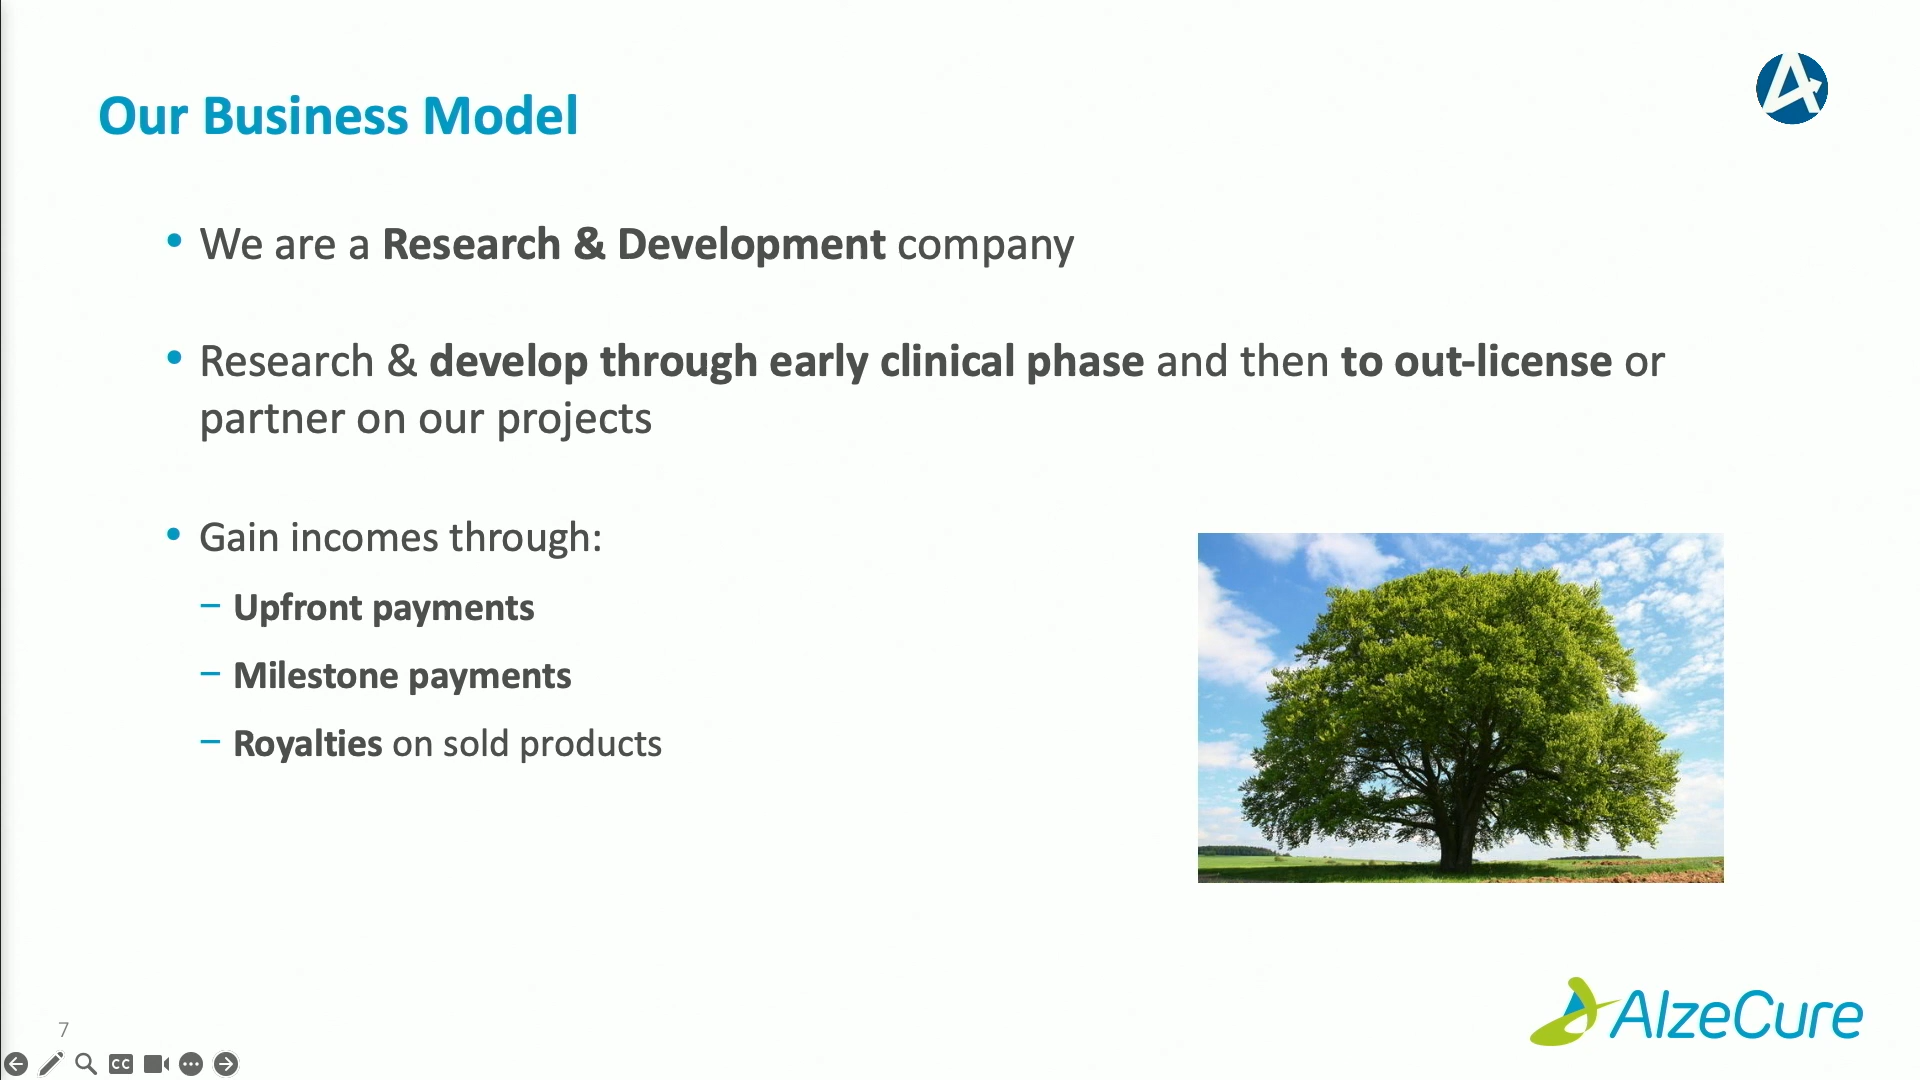 Our Business Model
• We are a Research & Development company
• Research & develop through early clinical phase and then to out-license or
partner on our projects
• Gain incomes through:
– Upfront payments
– Milestone payments
– Royalties on sold products
AlzeCure
7
CC